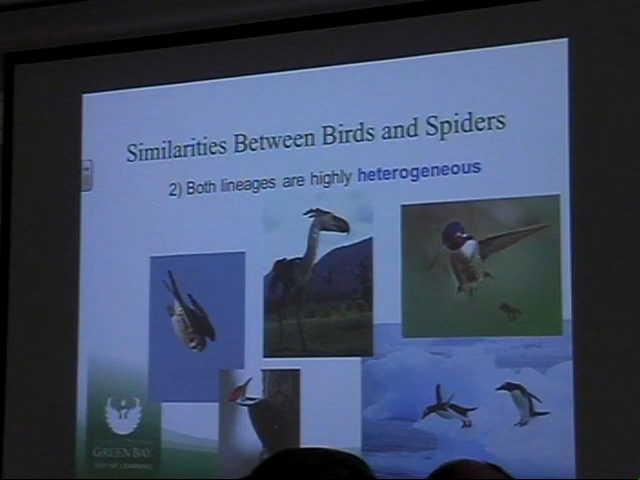 Similarities Between Birds and Spiders
2) Both lineages are highly heterogeneous
GREEN BAY